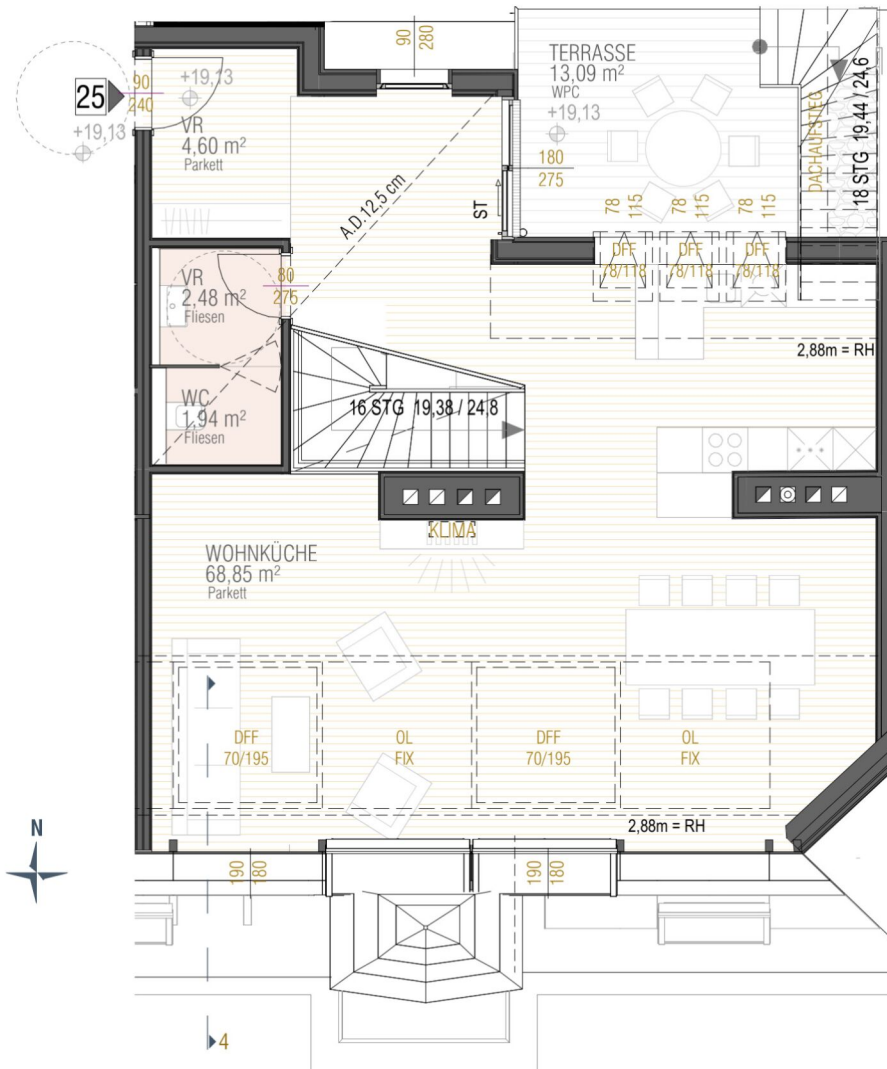 90
280
TERRASSE
13,09 m²
WPC
+19,13
DACHAUFSTIEG
18 STG 19,44 / 24,6
25
90
240
+19,13
+19,13
VR
4,60 m²
Parkett
A.D.12,5 cm
ST
180
275
78
115
78
115
78
115
DFF
78/118
DFF
78/118
DFF
78/118
VR
2,48 m²
Fliesen
80
275
2,88m = RH
WC
1,94 m²
Fliesen
16 STG 19,38 / 24,8
KLIMA
WOHNKÜCHE
68,85 m²
Parkett
DFF
70/195
OL
FIX
DFF
70/195
OL
FIX
2,88m = RH
N
190
180
190
180
4